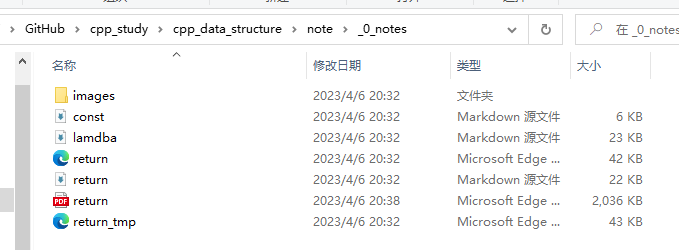 GitHub > cpp_study > cpp_data_structure > note > _0_notes
在 _0_notes
名称 修改日期 类型 大小
images 2023/4/6 20:32 文件夹
const 2023/4/6 20:32 Markdown 源文件 6 KB
lamdba 2023/4/6 20:32 Markdown 源文件 23 KB
return 2023/4/6 20:32 Microsoft Edge ... 42 KB
return 2023/4/6 20:32 Markdown 源文件 22 KB
PDF return 2023/4/6 20:38 Microsoft Edge ... 2,036 KB
return_tmp 2023/4/6 20:32 Microsoft Edge ... 43 KB